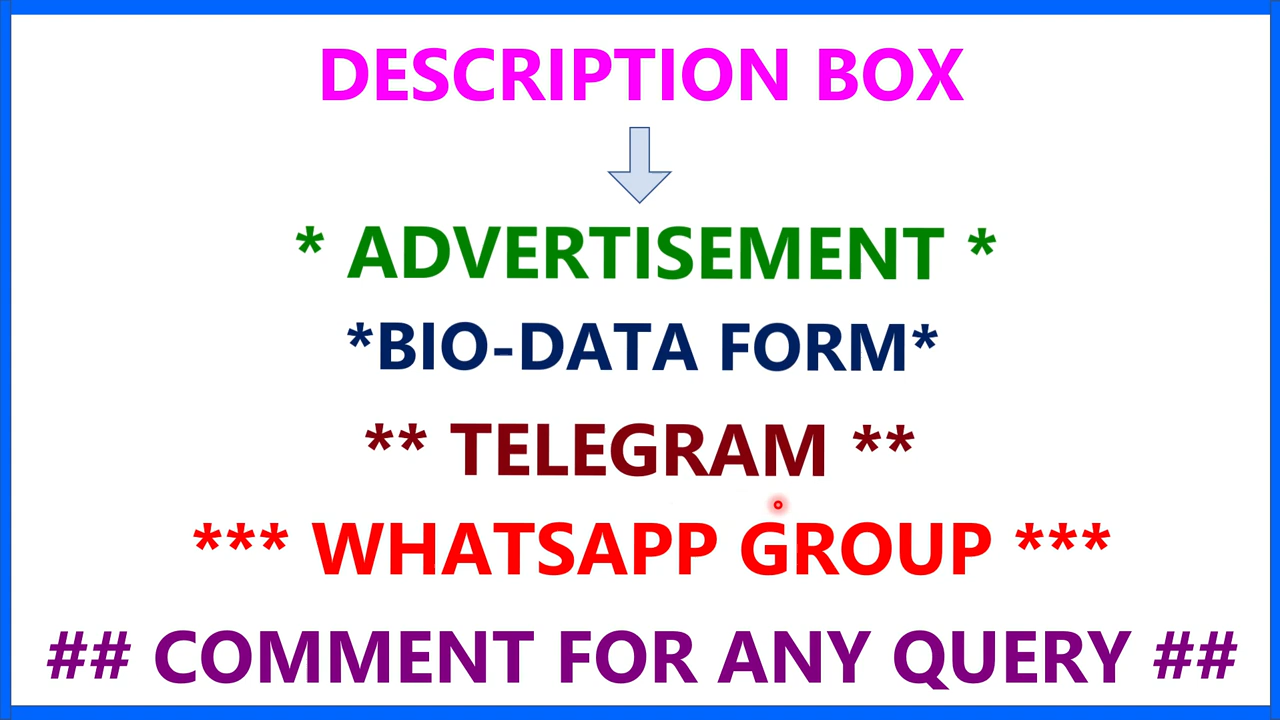 DESCRIPTION BOX
* ADVERTISEMENT *
*BIO-DATA FORM*
** TELEGRAM **
*** WHATSAPP GROUP ***
## COMMENT FOR ANY QUERY ##